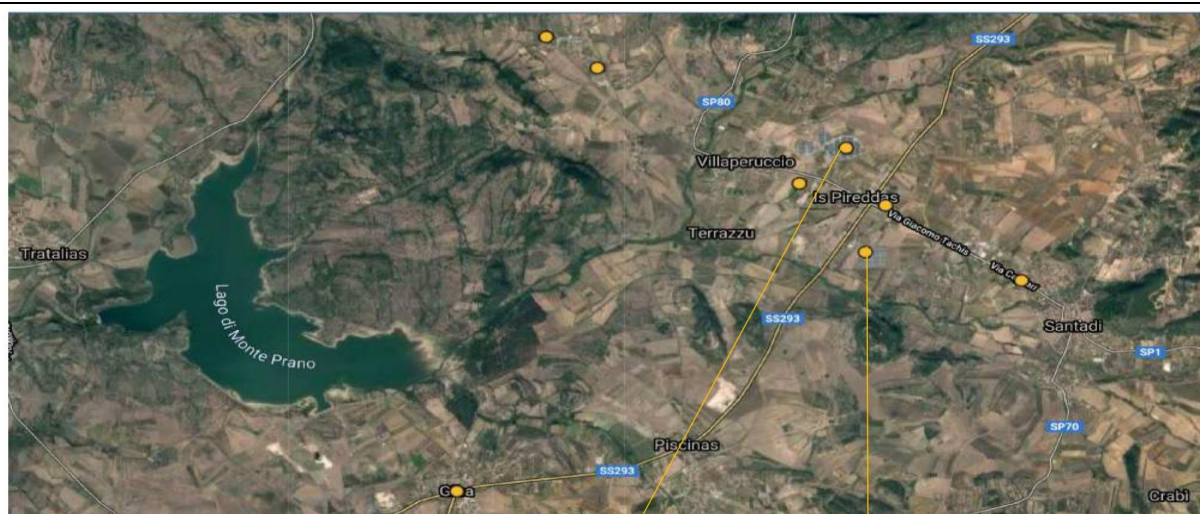 SS293
SP80
Villaperuccio
Is Pireddas
Terrazzu
Via Giacomo Tachis
Tratalias
Lago di Monte Prano
SS293
Santadi
SP1
SP70
Piscinas
SS293
Crabì